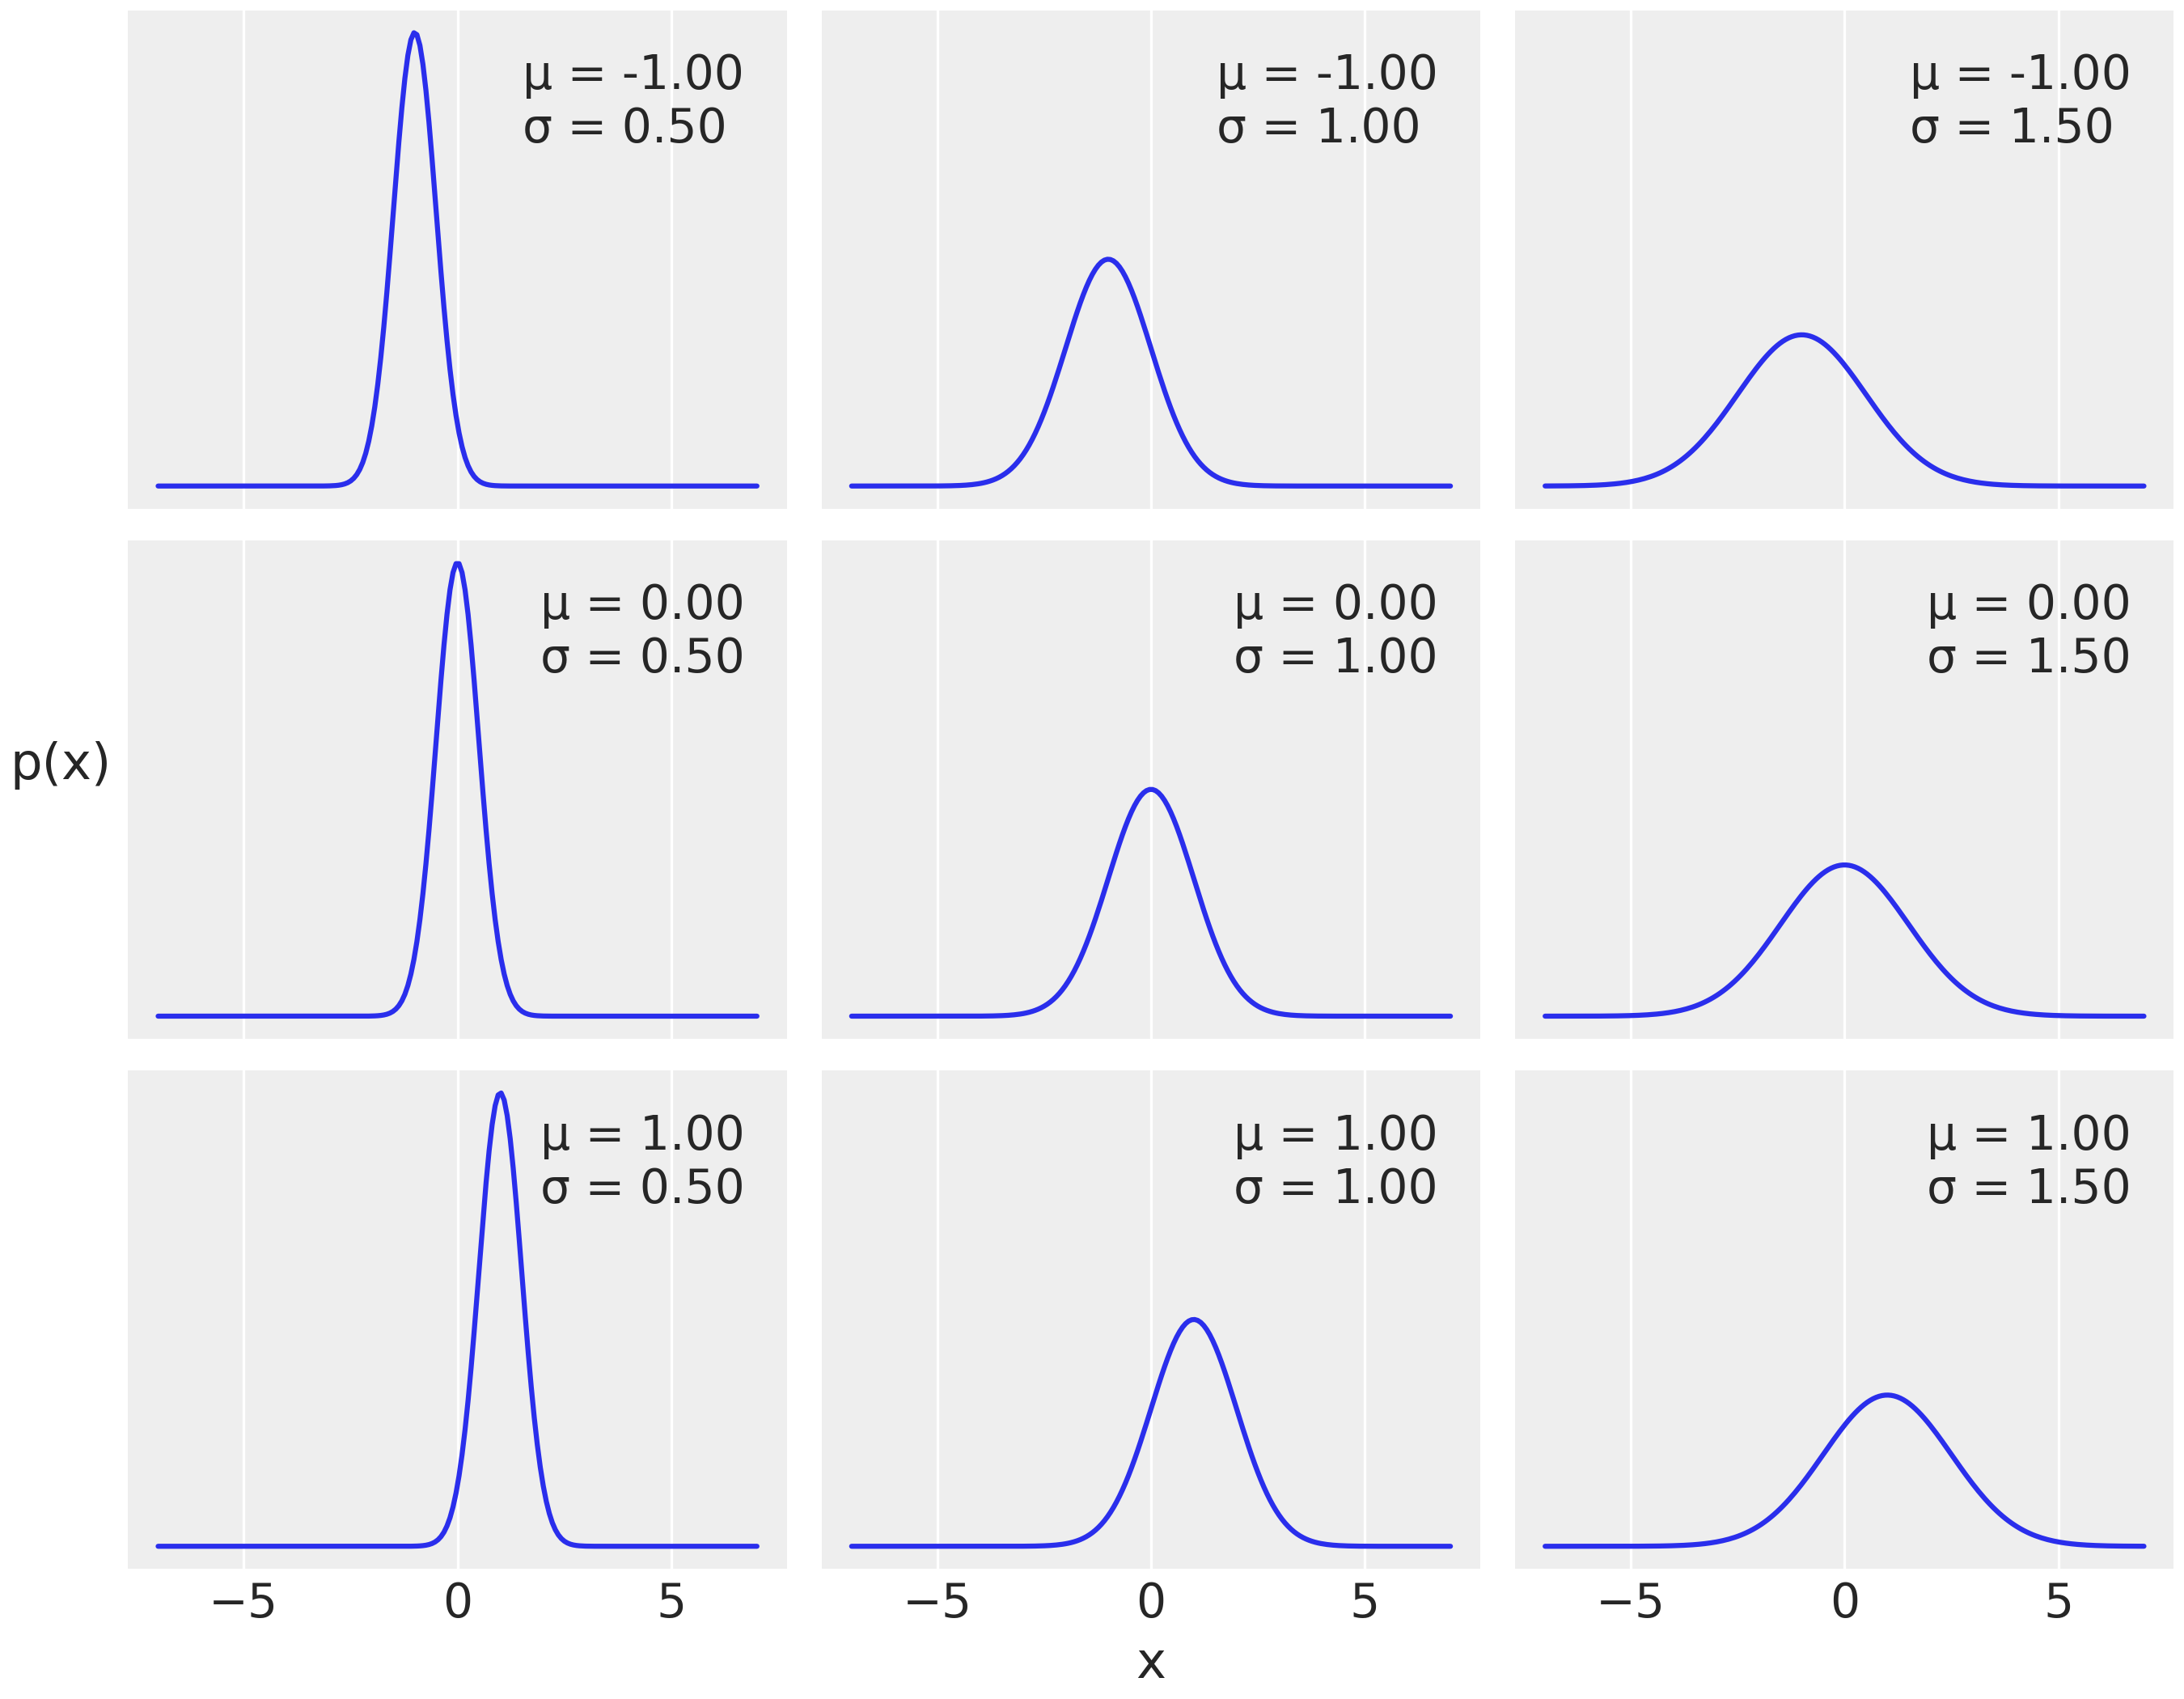 μ = -1.00
σ = 0.50
μ = -1.00
σ = 1.00
μ = -1.00
σ = 1.50
p(x)
μ = 0.00
σ = 0.50
μ = 0.00
σ = 1.00
μ = 0.00
σ = 1.50
μ = 1.00
σ = 0.50
μ = 1.00
σ = 1.00
μ = 1.00
σ = 1.50
−5 0 5
−5 0 5
−5 0 5
x